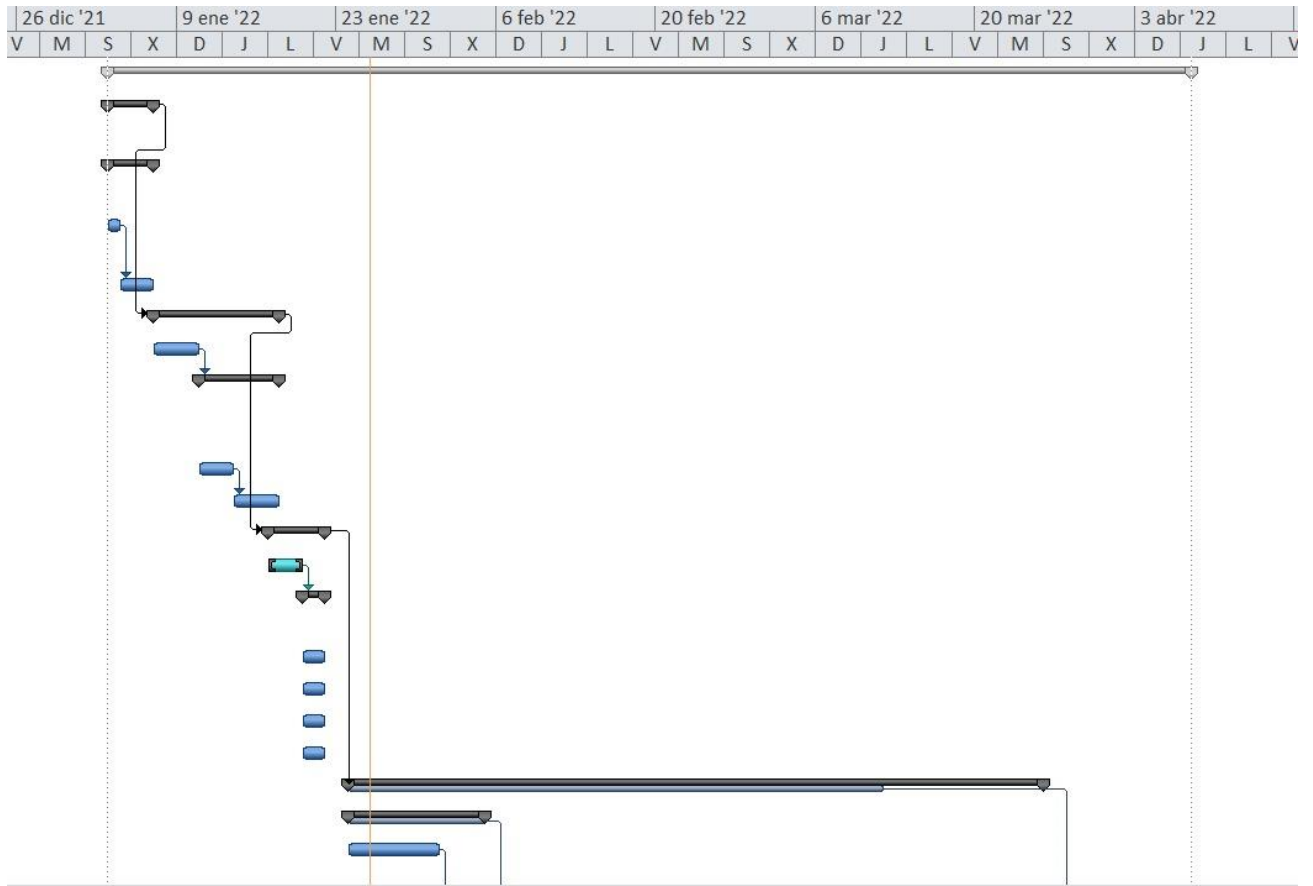 26 dic '21 9 ene '22 23 ene '22 6 feb '22 20 feb '22 6 mar '22 20 mar '22 3 abr '22
V M S X D J L V M S X D J L V M S X D J L V M S X D J L V